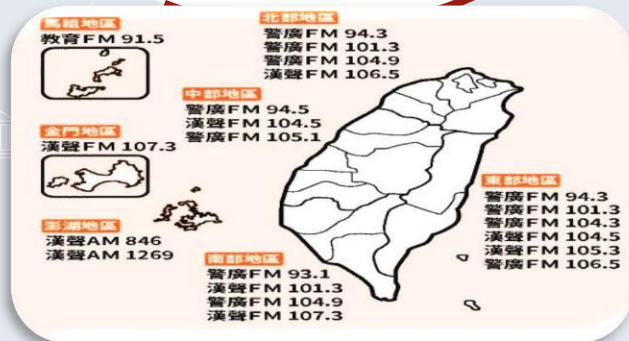 馬祖地區
教育FM 91.5
北部地區
警廣FM 94.3
警廣FM 101.3
警廣FM 104.9
漢聲FM 106.5
中部地區
警廣FM 94.5
漢聲FM 104.5
警廣FM 105.1
金門地區
漢聲FM 107.3
東部地區
警廣FM 94.3
警廣FM 101.3
警廣FM 104.3
漢聲FM 104.5
漢聲FM 105.3
警廣FM 106.5
澎湖地區
漢聲AM 846
漢聲AM 1269
南部地區
警廣FM 93.1
漢聲FM 101.3
警廣FM 104.9
漢聲FM 107.3